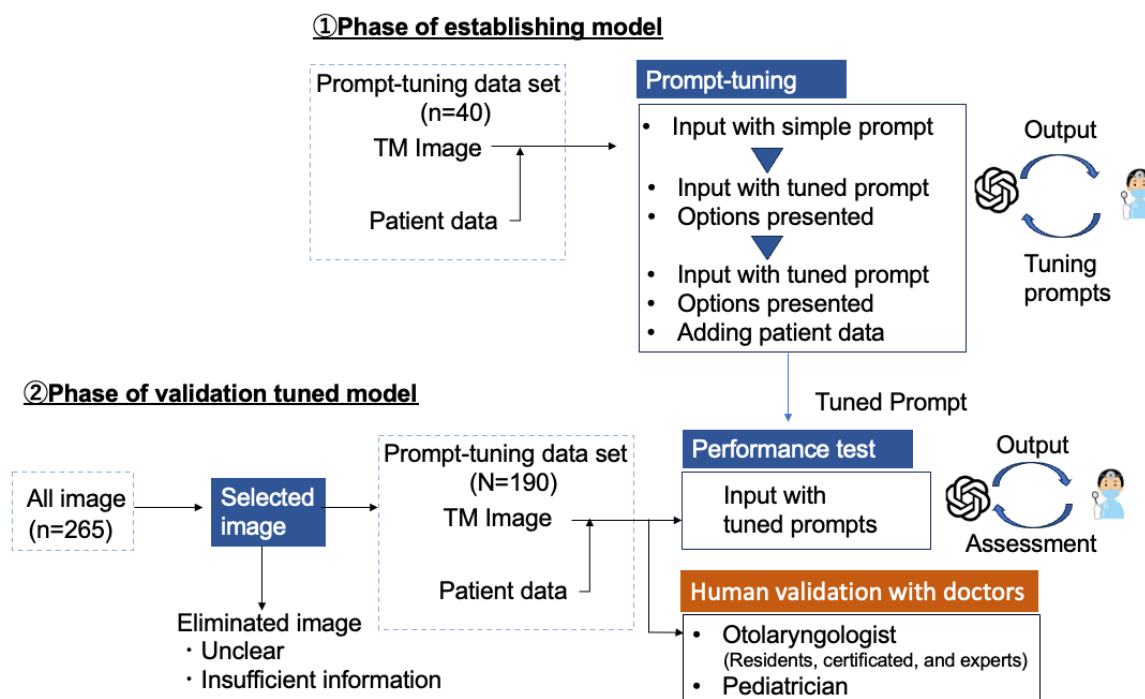 ①Phase of establishing model
Prompt-tuning data set
(n=40)
TM Image
Patient data
Prompt-tuning
• Input with simple prompt
• Input with tuned prompt
• Options presented
• Input with tuned prompt
• Options presented
• Adding patient data
Output
Tuning
prompts
②Phase of validation tuned model
Tuned Prompt
All image
(n=265)
Selected
image
Eliminated image
・Unclear
・Insufficient information
Prompt-tuning data set
(N=190)
TM Image
Patient data
Performance test
Input with
tuned prompts
Output
Assessment
Human validation with doctors
• Otolaryngologist
(Residents, certificated, and experts)
• Pediatrician